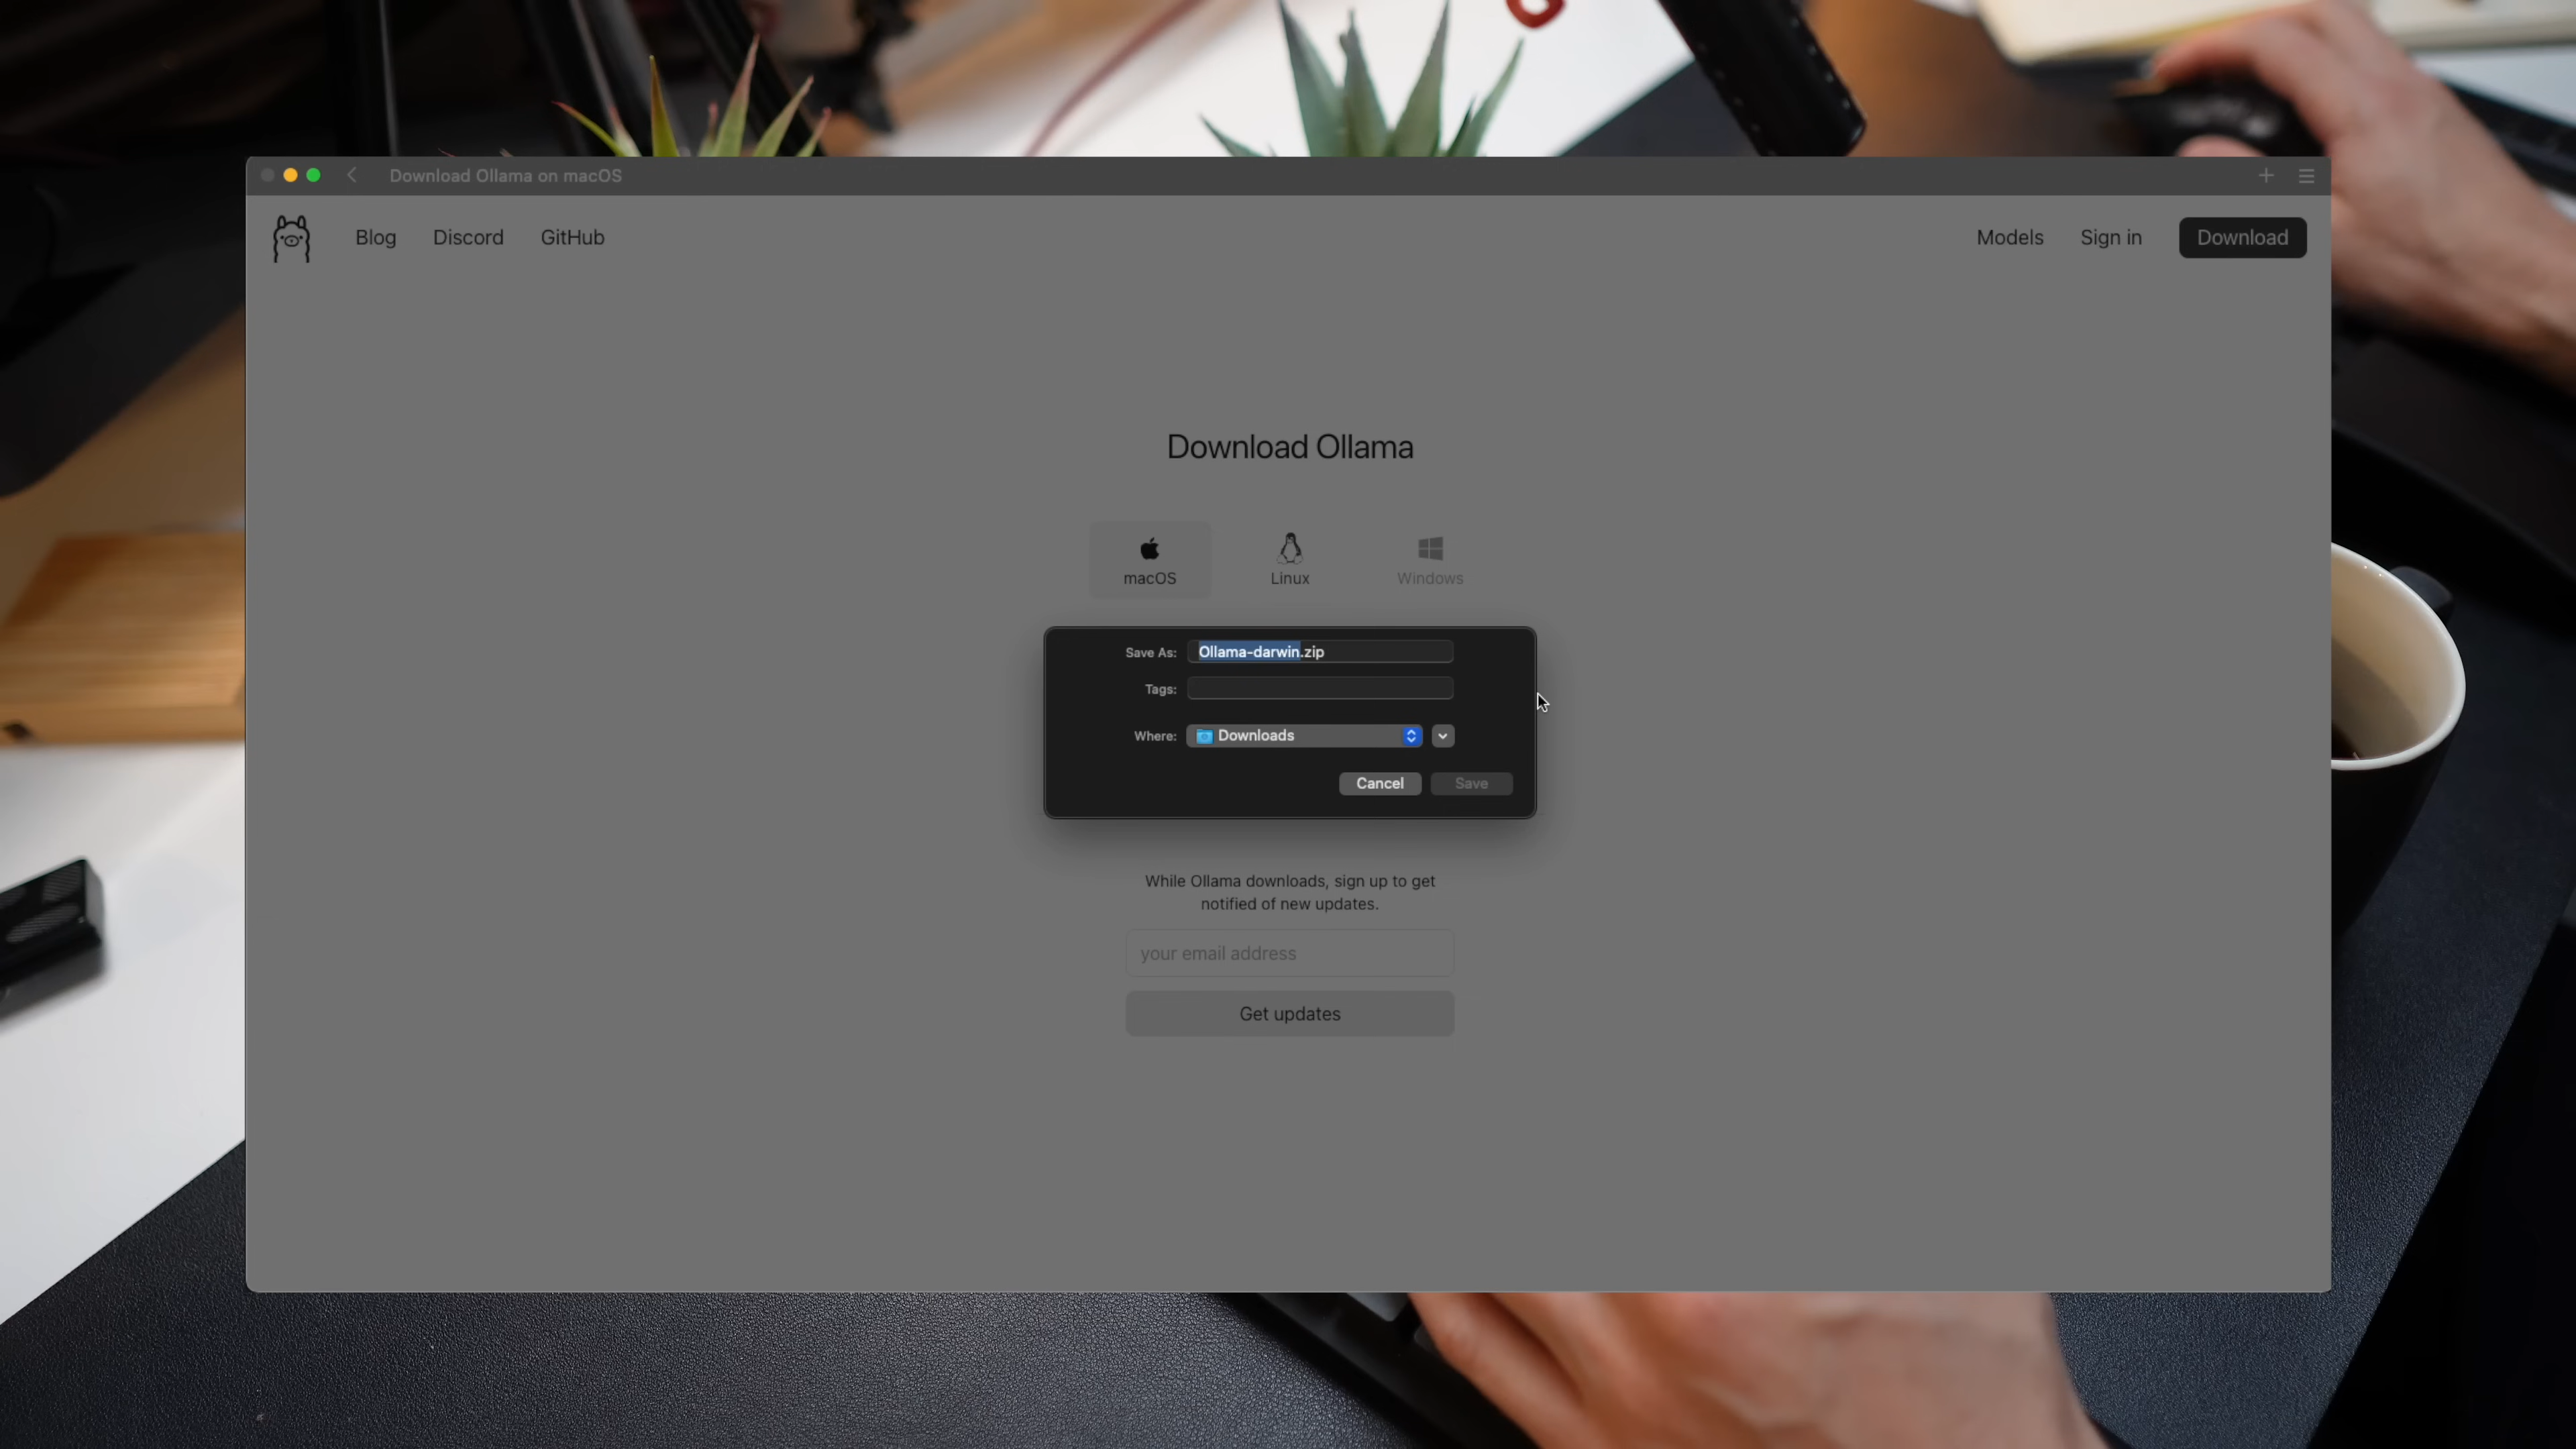 Download Ollama on macOS
Blog Discord GitHub Models Sign in Download
Download Ollama
macOS Linux Windows
Save As: Ollama-darwin.zip
Tags:
Where: Downloads
Cancel Save
While Ollama downloads, sign up to get
notified of new updates.
your email address
Get updates